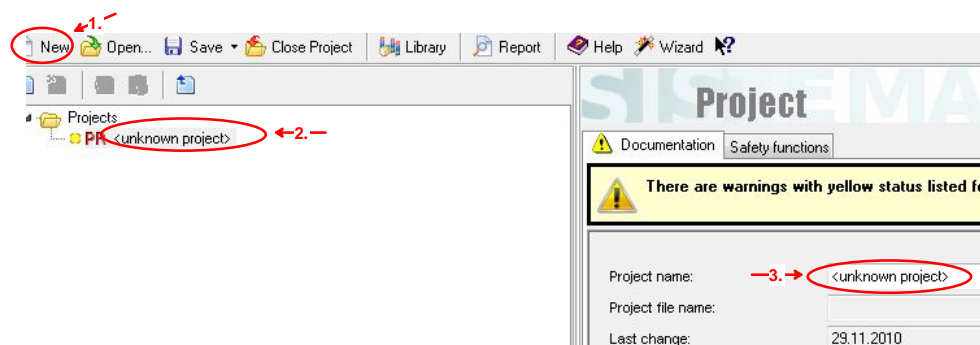 1.
New Open... Save Close Project Library Report Help Wizard
Projects
PR <unknown project>
2.
SISTEMA
Project
Documentation Safety functions
There are warnings with yellow status listed
Project name: 3. <unknown project>
Project file name:
Last change: 29.11.2010